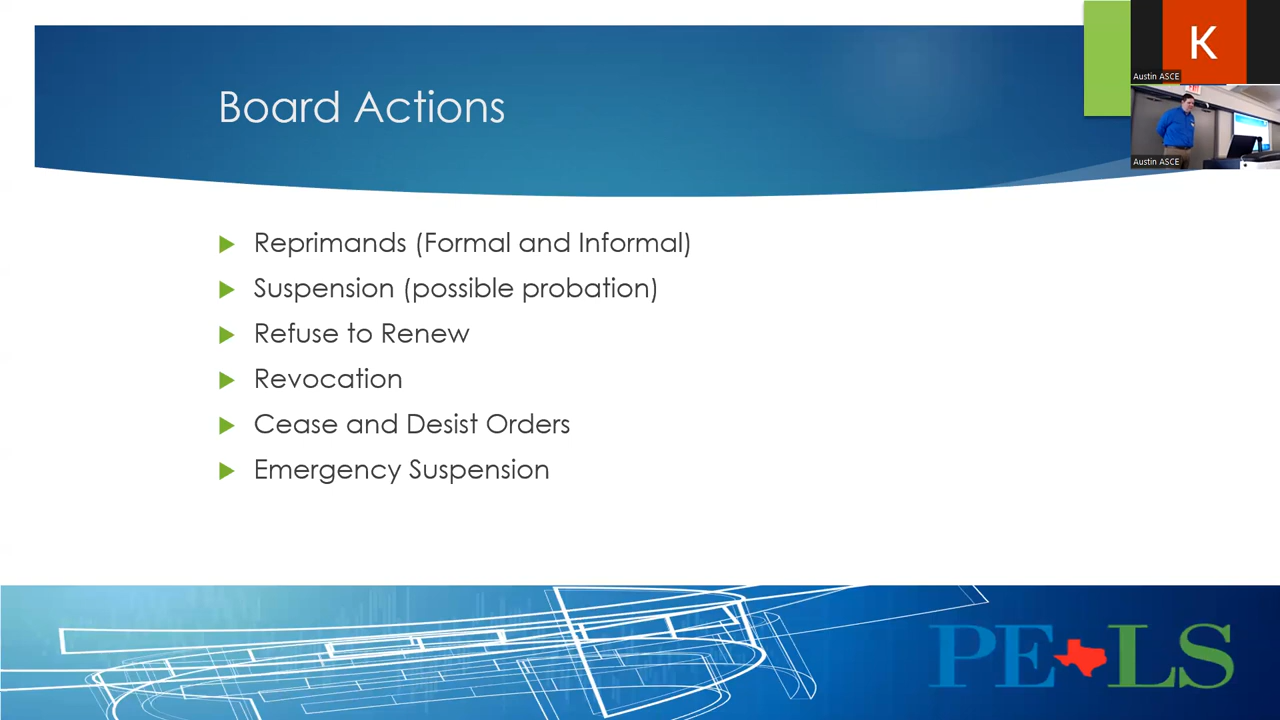 Board Actions
K
Austin ASCE
Austin ASCE
Reprimands (Formal and Informal)
Suspension (possible probation)
Refuse to Renew
Revocation
Cease and Desist Orders
Emergency Suspension
PE LS